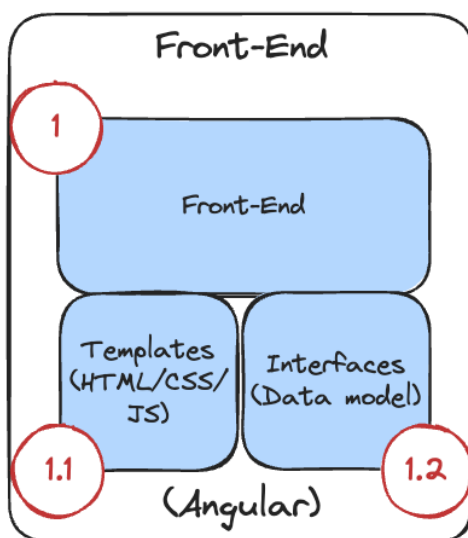 Front-End
1
Front-End
Templates
(HTML/CSS/
JS)
Interfaces
(Data model)
1.1
1.2
(Angular)